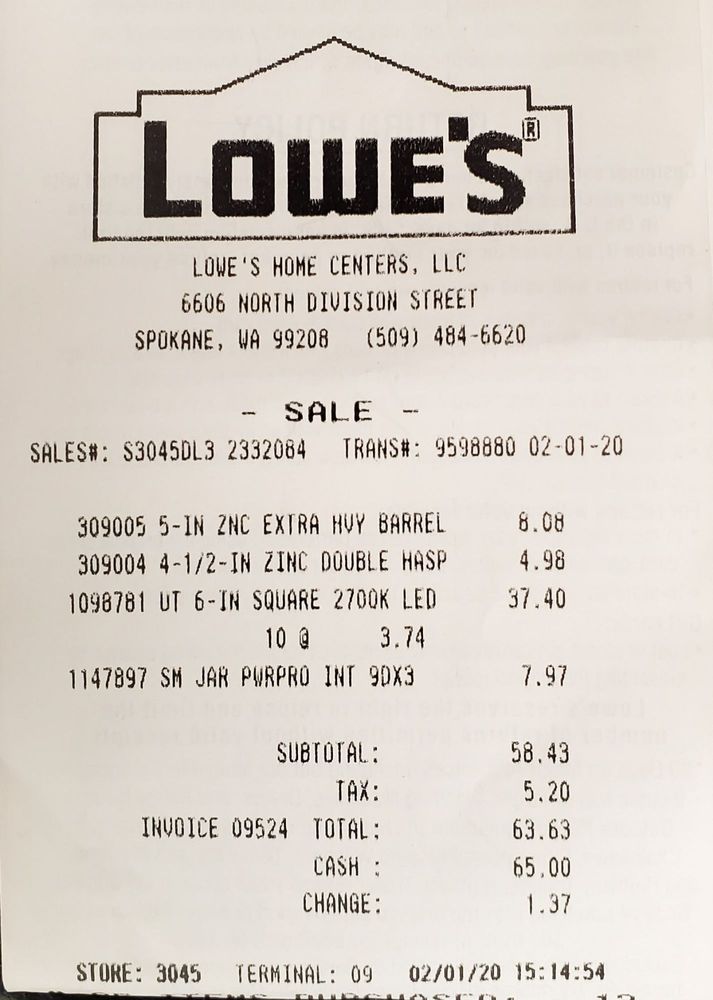 LOWE'S®
LOWE'S HOME CENTERS, LLC
6606 NORTH DIVISION STREET
SPOKANE, WA 99208 (509) 484-6620
- SALE -
SALES#: S3045DL3 2332084 TRANS#: 9598880 02-01-20
309005 5-IN ZNC EXTRA HVY BARREL 8.08
309004 4-1/2-IN ZINC DOUBLE HASP 4.98
1098781 UT 6-IN SQUARE 2700K LED 37.40
10 @ 3.74
1147897 SM JAR PWRPRO INT 9DX3 7.97
SUBTOTAL: 58.43
TAX: 5.20
INVOICE 09524 TOTAL: 63.63
CASH : 65.00
CHANGE: 1.37
STORE: 3045 TERMINAL: 09 02/01/20 15:14:54